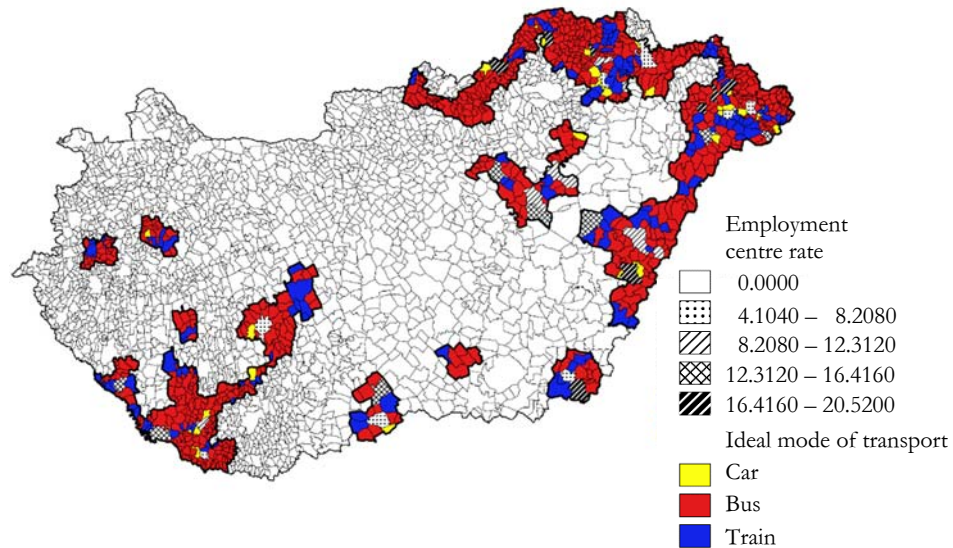 Employment
centre rate
0.0000
4.1040 – 8.2080
8.2080 – 12.3120
12.3120 – 16.4160
16.4160 – 20.5200
Ideal mode of transport
Car
Bus
Train